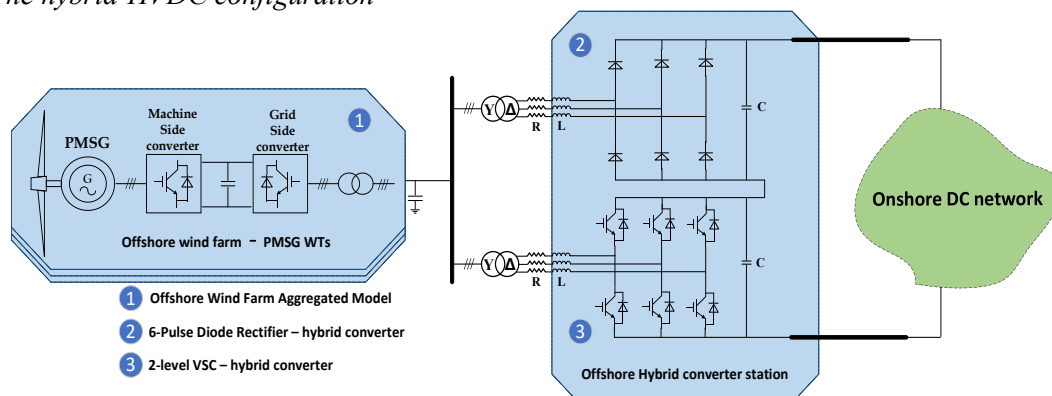 The hybrid HVDC configuration
2
1
Machine
Side
converter
Grid
Side
converter
PMSG
G
Y Δ
R L
C
Offshore wind farm – PMSG WTs
Onshore DC network
Y Δ
R L
C
1 Offshore Wind Farm Aggregated Model
2 6-Pulse Diode Rectifier – hybrid converter
3 2-level VSC – hybrid converter
3
Offshore Hybrid converter station